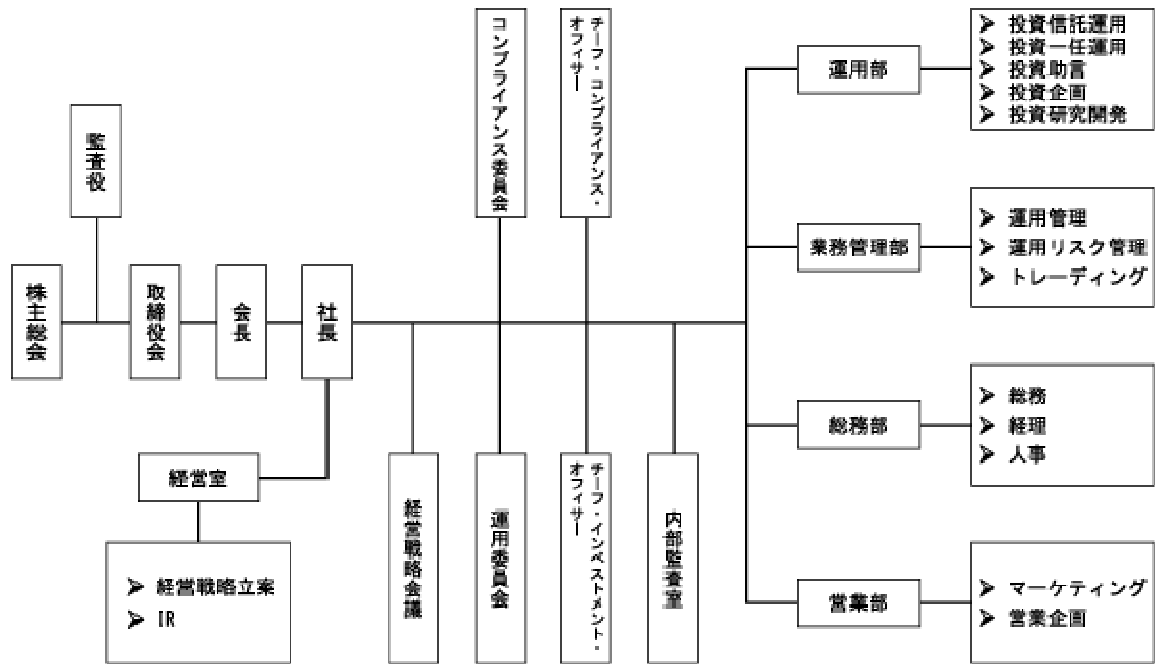 株主総会
監査役
取締役会
会長
社長
経営室
➤ 経営戦略立案
➤ IR
コンプライアンス委員会
チーフ・コンプライアンス・
オフィサー
経営戦略会議
運用委員会
チーフ・インベストメント・
オフィサー
内部監査室
運用部
➤ 投資信託運用
➤ 投資一任運用
➤ 投資助言
➤ 投資企画
➤ 投資研究開発
業務管理部
➤ 運用管理
➤ 運用リスク管理
➤ トレーディング
総務部
➤ 総務
➤ 経理
➤ 人事
営業部
➤ マーケティング
➤ 営業企画